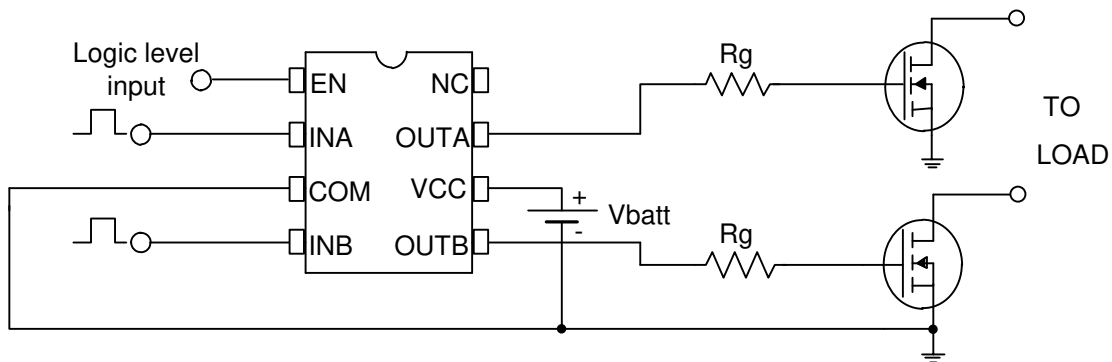 Logic level
input
EN
NC
INA
OUTA
COM
VCC
INB
OUTB
+
-
Vbatt
Rg
Rg
TO
LOAD